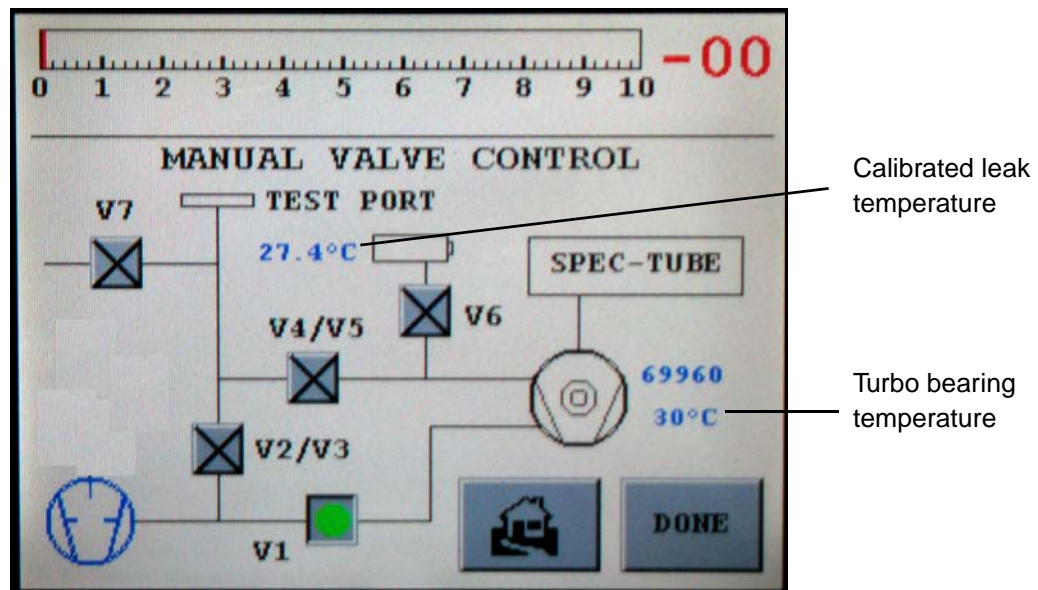 -00
0 1 2 3 4 5 6 7 8 9 10
MANUAL VALVE CONTROL
TEST PORT
V7
27.4°C
SPEC-TUBE
V4/V5
V6
69960
30°C
V2/V3
V1
DONE
Calibrated leak
temperature
Turbo bearing
temperature